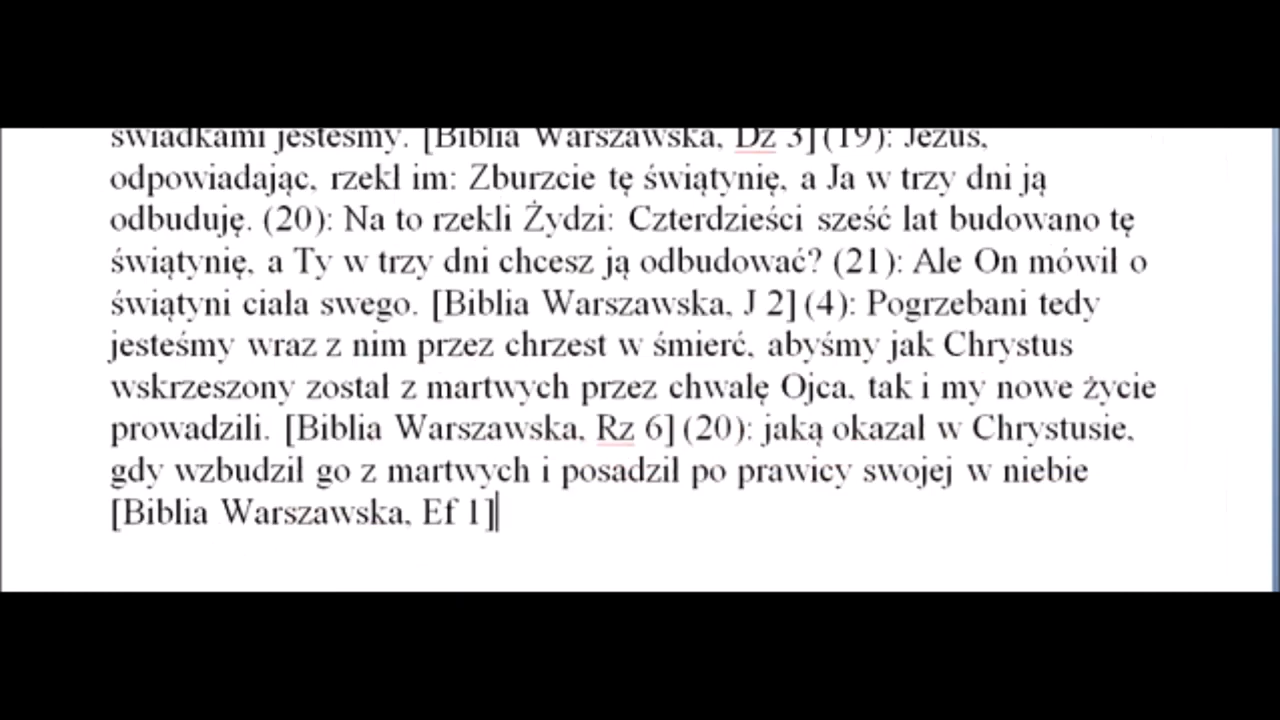 świadkami jesteśmy. [Biblia Warszawska, Dz 3] (19): Jezus,
odpowiadając, rzekł im: Zburzcie tę świątynię, a Ja w trzy dni ją
odbuduję. (20): Na to rzekli Żydzi: Czterdzieści sześć lat budowano tę
świątynię, a Ty w trzy dni chcesz ją odbudować? (21): Ale On mówił o
świątyni ciała swego. [Biblia Warszawska, J 2] (4): Pogrzebani tedy
jesteśmy wraz z nim przez chrzest w śmierć, abyśmy jak Chrystus
wskrzeszony został z martwych przez chwałę Ojca, tak i my nowe życie
prowadzili. [Biblia Warszawska, Rz 6] (20): jaką okazał w Chrystusie,
gdy wzbudził go z martwych i posadził po prawicy swojej w niebie
[Biblia Warszawska, Ef 1]